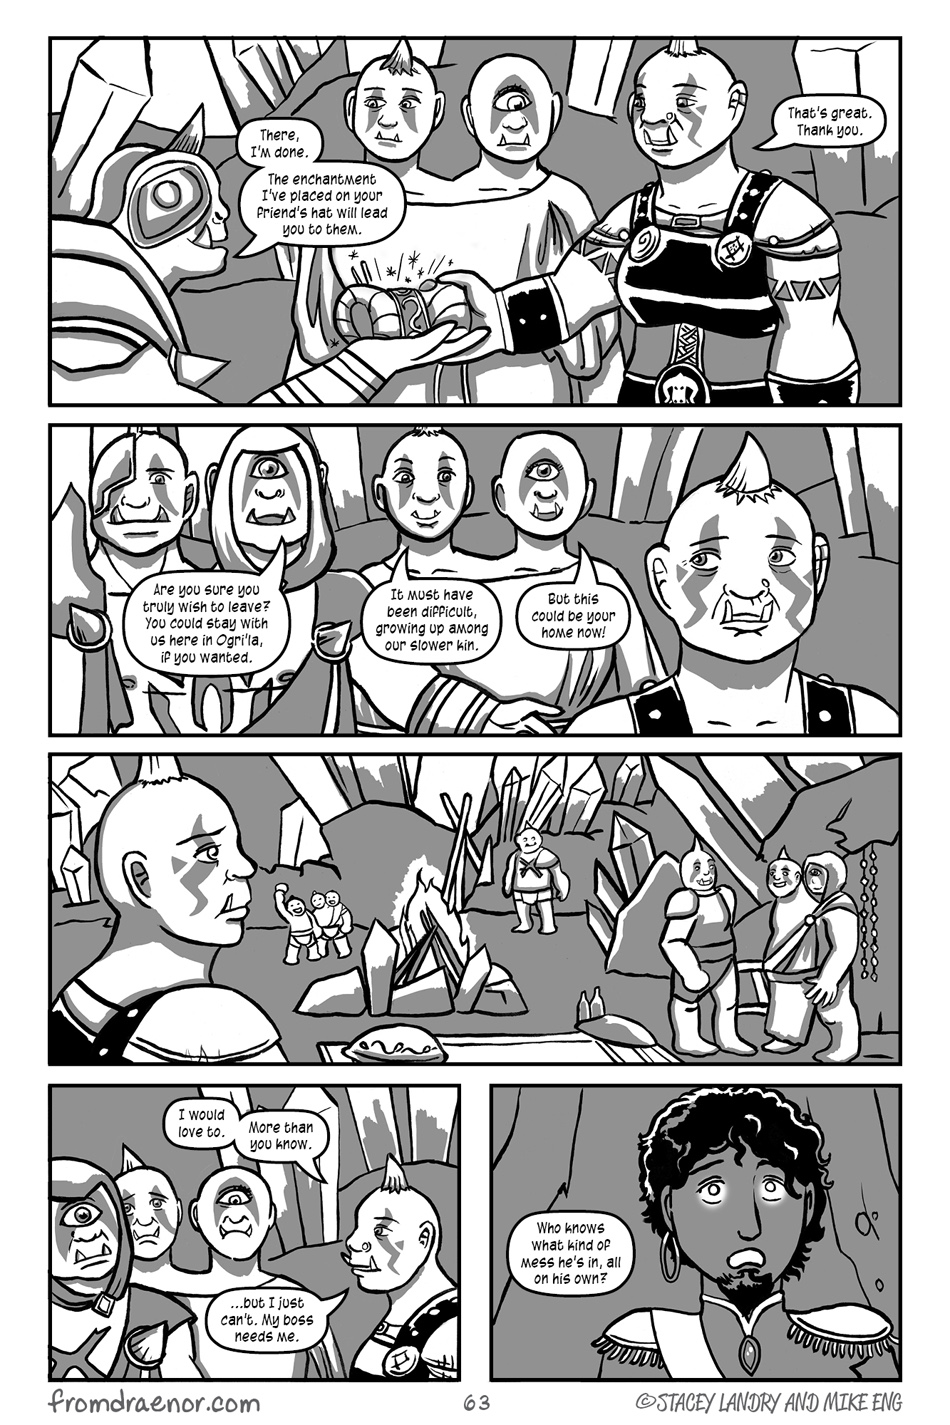 There,
I'm done.
The enchantment
I've placed on your
friend's hat will lead
you to them.
That's great.
Thank you.
Are you sure you
truly wish to leave?
You could stay with
us here in Ogri'la,
if you wanted.
It must have
been difficult,
growing up among
our slower kin.
But this
could be your
home now!
I would
love to.
More than
you know.
...but I just
can't. My boss
needs me.
Who knows
what kind of
mess he's in, all
on his own?
fromdraenor.com
63
©STACEY LANDRY AND MIKE ENG